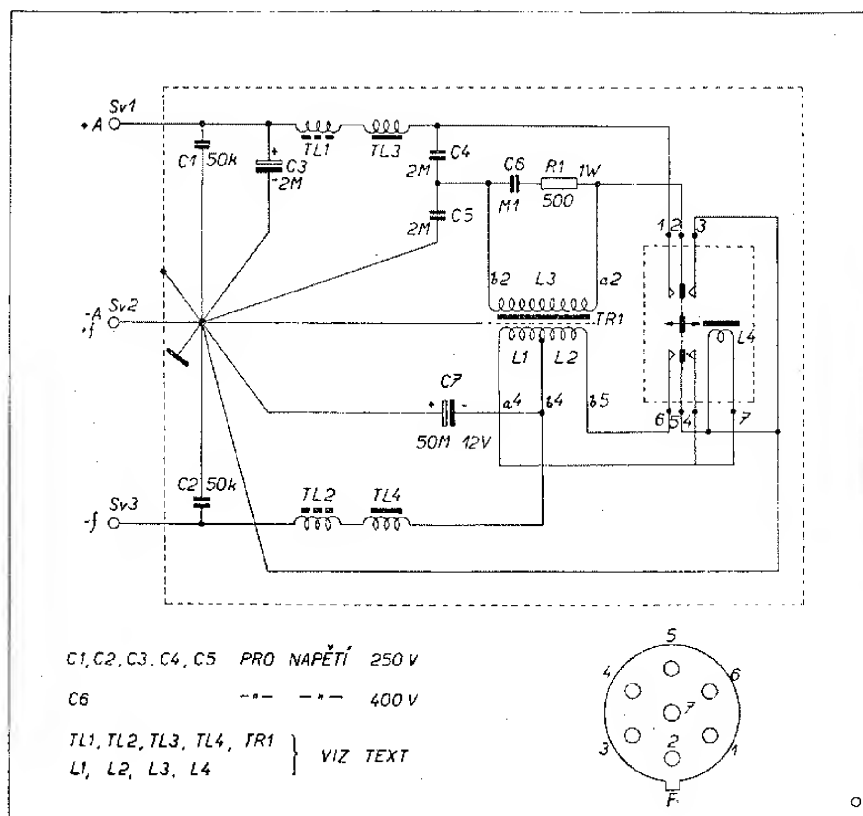 +A Sv1
C1 50k
C3
+
-2M
TL1
TL3
C4
2M
C5
2M
C6
M1
R1 1W
500
1 2 3
b2 L3 a2
TR1
L4
-A Sv2
+f
L1 L2
C7
+ -
a4 b4 b5
50M 12V
6 5 4 7
C2 50k
TL2 TL4
-f Sv3
C1, C2, C3, C4, C5 PRO NAPĚTÍ 250 V
C6 -"- -"- 400 V
TL1, TL2, TL3, TL4, TR1
L1, L2, L3, L4
VIZ TEXT
5
4 6
7
3 2 1